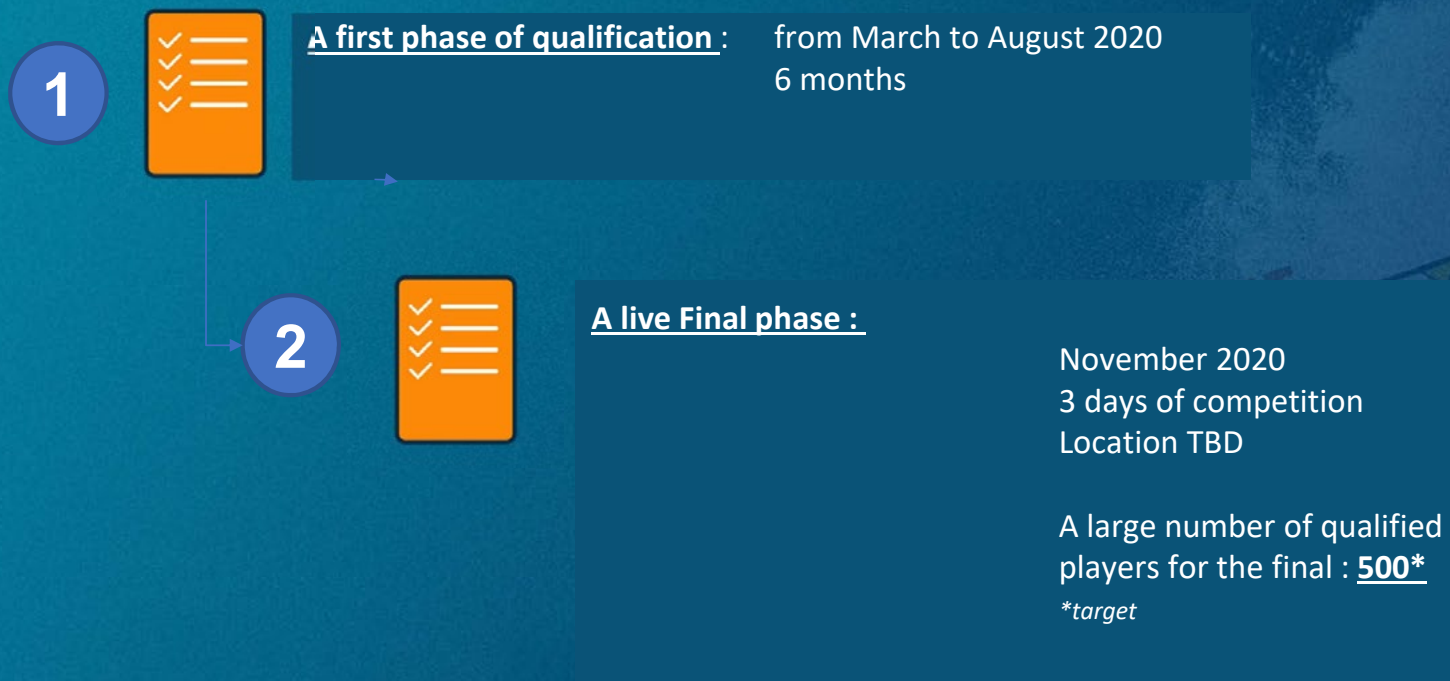 1
A first phase of qualification : from March to August 2020
6 months
2
A live Final phase :
November 2020
3 days of competition
Location TBD
A large number of qualified
players for the final : 500*
*target